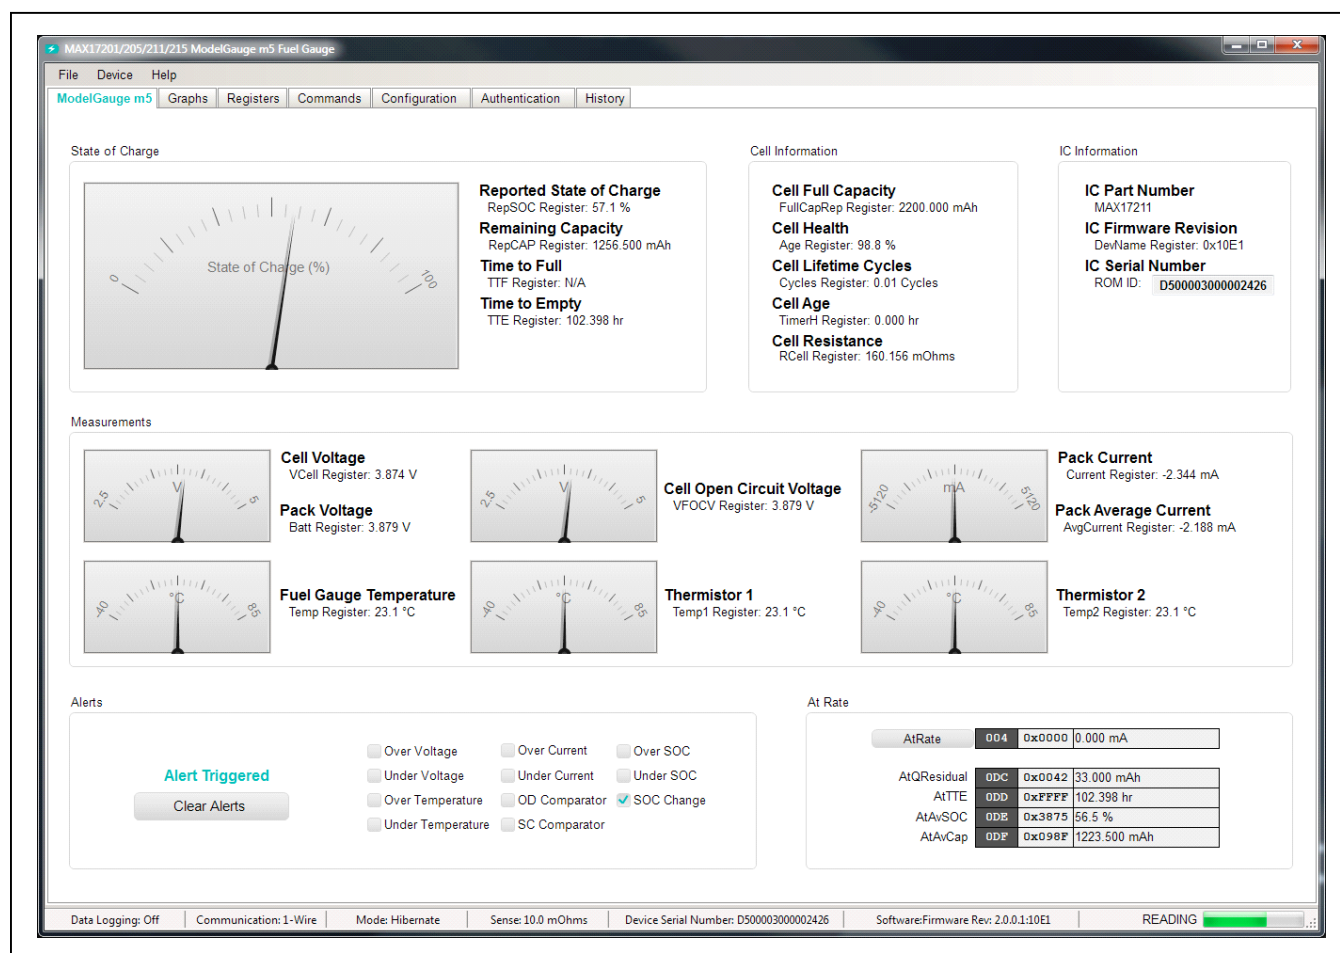 MAX17201/205/211/215 ModelGauge m5 Fuel Gauge
File Device Help
ModelGauge m5 Graphs Registers Commands Configuration Authentication History
State of Charge
0
100
State of Charge (%)
Reported State of Charge
RepSOC Register: 57.1 %
Remaining Capacity
RepCAP Register: 1256.500 mAh
Time to Full
TTF Register: N/A
Time to Empty
TTE Register: 102.398 hr
Cell Information
Cell Full Capacity
FullCapRep Register: 2200.000 mAh
Cell Health
Age Register: 98.8 %
Cell Lifetime Cycles
Cycles Register: 0.01 Cycles
Cell Age
TimerH Register: 0.000 hr
Cell Resistance
RCell Register: 160.156 mOhms
IC Information
IC Part Number
MAX17211
IC Firmware Revision
DevName Register: 0x10E1
IC Serial Number
ROM ID: D500003000002426
Measurements
2.5
V
5
Cell Voltage
VCell Register: 3.874 V
Pack Voltage
Batt Register: 3.879 V
2.5
V
5
Cell Open Circuit Voltage
VFOCV Register: 3.879 V
-5120
mA
5120
Pack Current
Current Register: -2.344 mA
Pack Average Current
AvgCurrent Register: -2.188 mA
-40
°C
85
Fuel Gauge Temperature
Temp Register: 23.1 °C
-40
°C
85
Thermistor 1
Temp1 Register: 23.1 °C
-40
°C
85
Thermistor 2
Temp2 Register: 23.1 °C
Alerts
Alert Triggered
Clear Alerts
Over Voltage Over Current Over SOC
Under Voltage Under Current Under SOC
Over Temperature OD Comparator SOC Change
Under Temperature SC Comparator
At Rate
AtRate 004 0x0000 0.000 mA
AtQResidual 0DC 0x0042 33.000 mAh
AtTTE 0DD 0xFFFF 102.398 hr
AtAvSOC 0DE 0x3875 56.5 %
AtAvCap 0DF 0x098F 1223.500 mAh
Data Logging: Off Communication: 1-Wire Mode: Hibernate Sense: 10.0 mOhms Device Serial Number: D500003000002426 Software:Firmware Rev: 2.0.0.1:10E1 READING